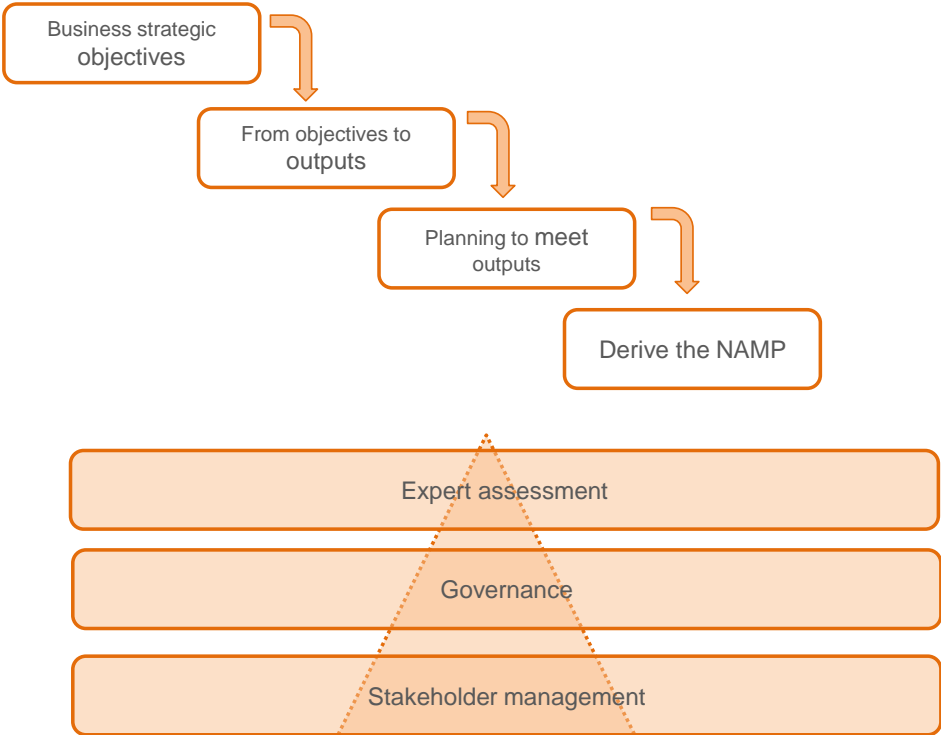 Business strategic
objectives
From objectives to
outputs
Planning to meet
outputs
Derive the NAMP
Expert assessment
Governance
Stakeholder management